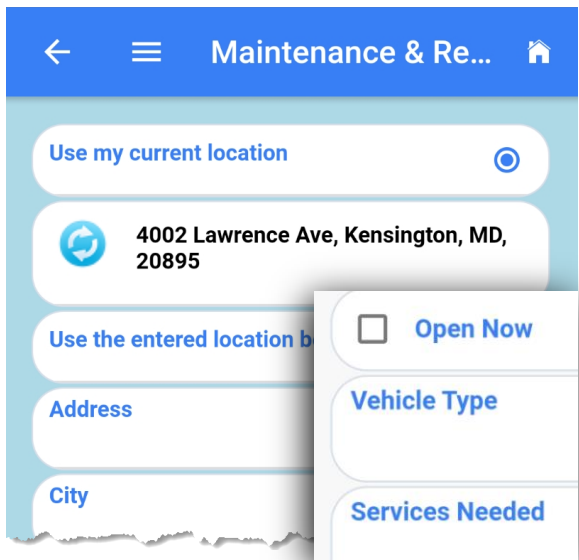 Maintenance & Re...
Use my current location
4002 Lawrence Ave, Kensington, MD,
20895
Use the entered location b
Address
City
Open Now
Vehicle Type
Services Needed